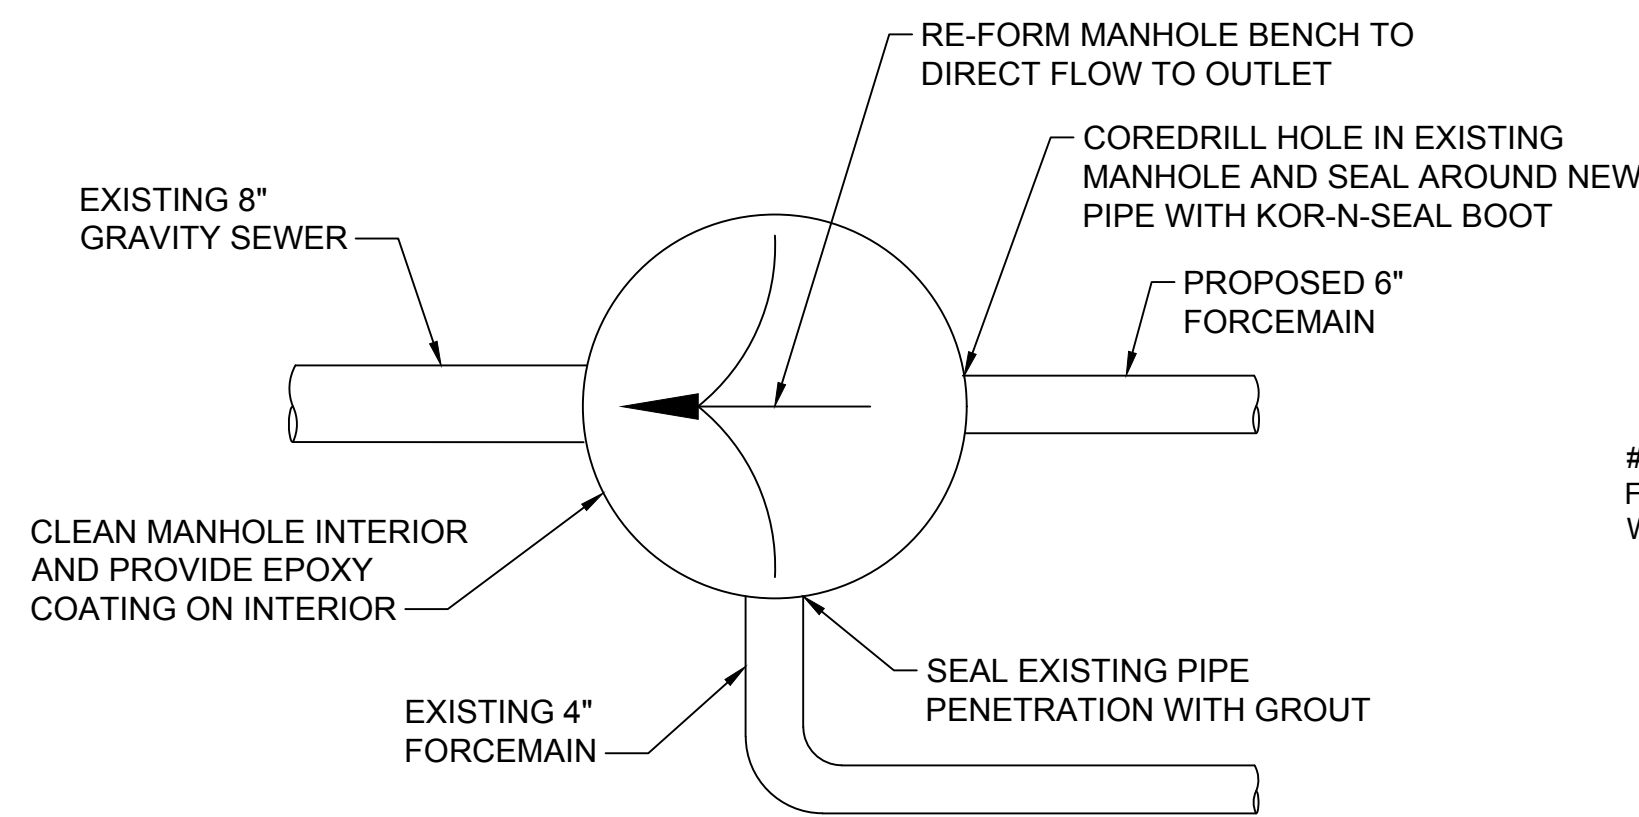 RE-FORM MANHOLE BENCH TO
DIRECT FLOW TO OUTLET
COREDRILL HOLE IN EXISTING
MANHOLE AND SEAL AROUND NEW
PIPE WITH KOR-N-SEAL BOOT
EXISTING 8"
GRAVITY SEWER
PROPOSED 6"
FORCEMAIN
#
F
CLEAN MANHOLE INTERIOR
AND PROVIDE EPOXY
COATING ON INTERIOR
SEAL EXISTING PIPE
PENETRATION WITH GROUT
EXISTING 4"
FORCEMAIN